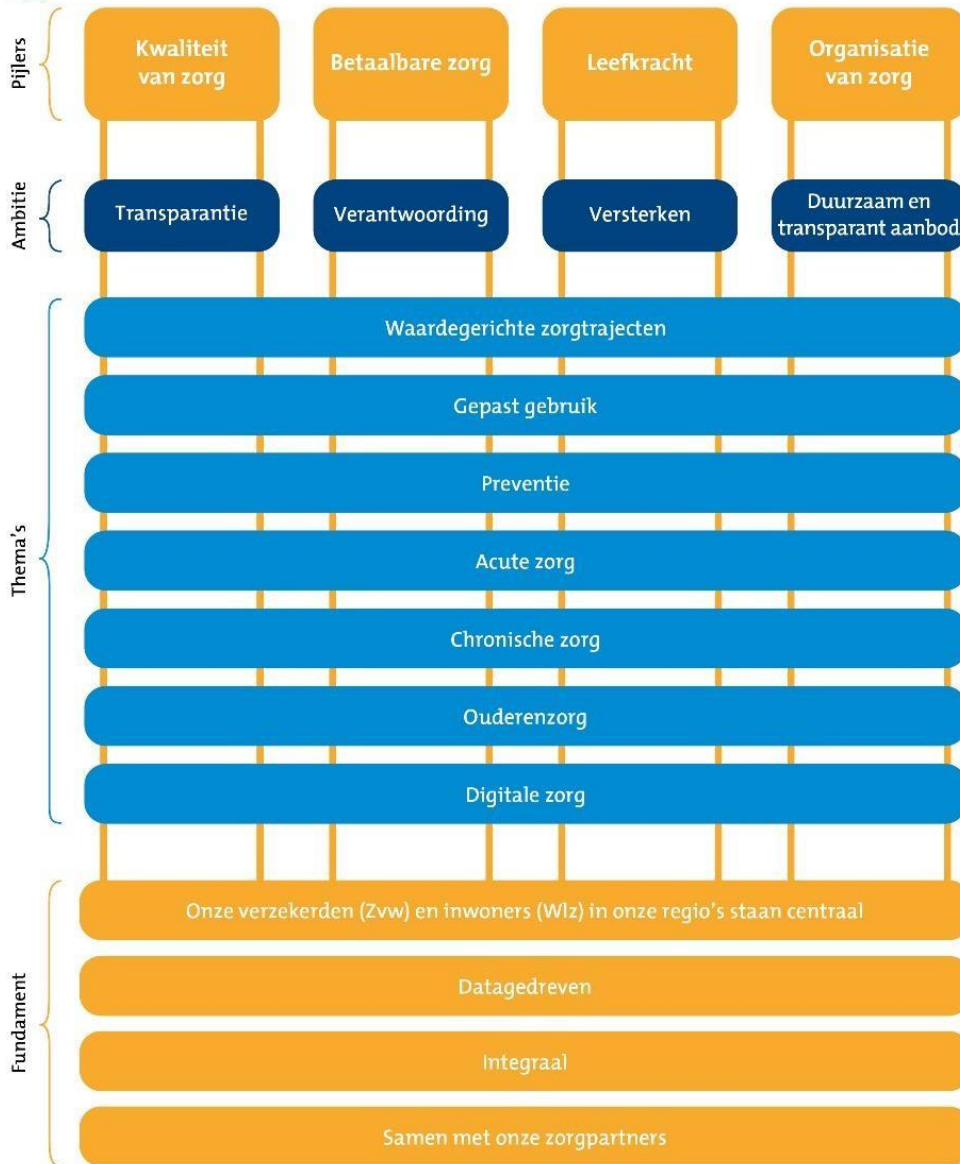 Pijlers
Kwaliteit
van zorg
Betaalbare zorg
Leefkracht
Organisatie
van zorg
Ambitie
Transparantie
Verantwoording
Versterken
Duurzaam en
transparant aanbod
Thema's
Waardegerichte zorgtrajecten
Gepast gebruik
Preventie
Acute zorg
Chronische zorg
Ouderenzorg
Digitale zorg
Fundament
Onze verzekerden (Zvw) en inwoners (Wlz) in onze regio's staan centraal
Datagedreven
Integraal
Samen met onze zorgpartners